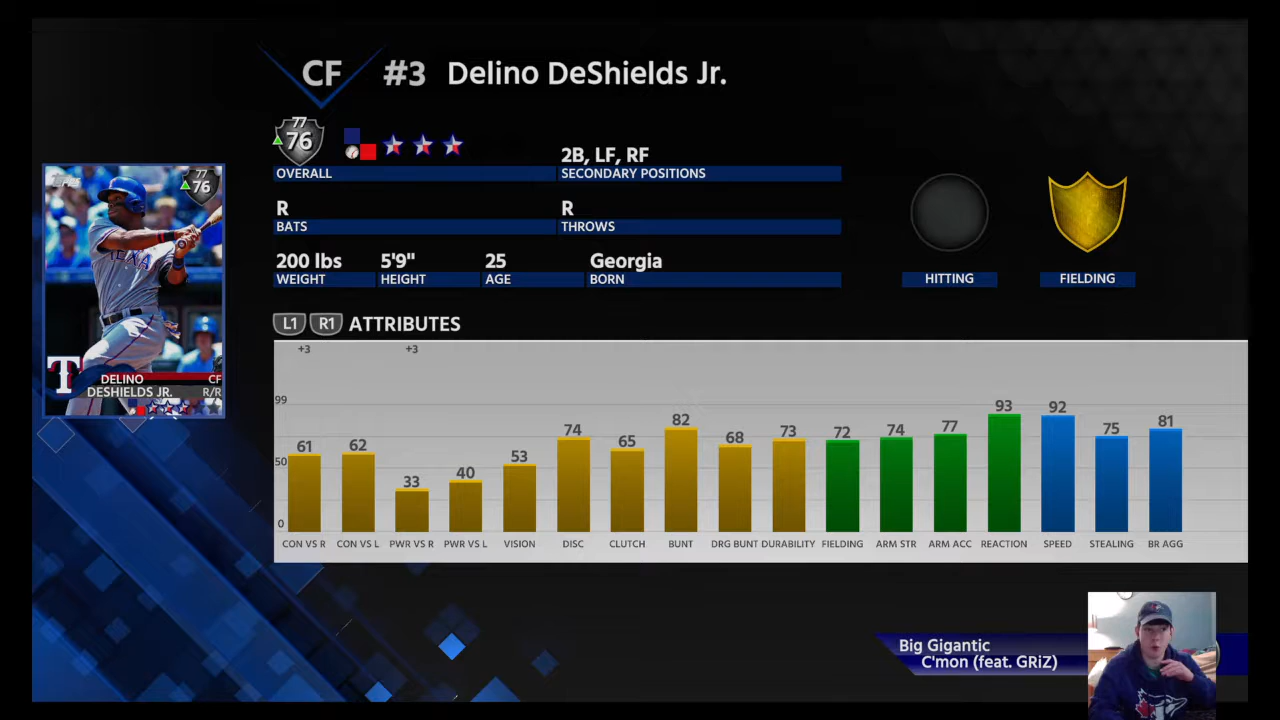 CF #3 Delino DeShields Jr.
77
76
OVERALL
2B, LF, RF
SECONDARY POSITIONS
R
BATS
R
THROWS
200 lbs
WEIGHT
5'9"
HEIGHT
25
AGE
Georgia
BORN
HITTING
FIELDING
Topps
77
76
TEXA
T
DELINO CF
DESHIELDS JR. R/R
L1 R1 ATTRIBUTES
+3 +3
99
50
0
61 62 33 40 53 74 65 82 68 73 72 74 77 93 92 75 81
CON VS R CON VS L PWR VS R PWR VS L VISION DISC CLUTCH BUNT DRG BUNT DURABILITY FIELDING ARM STR ARM ACC REACTION SPEED STEALING BR AGG
Big Gigantic
C'mon (feat. GRiZ)